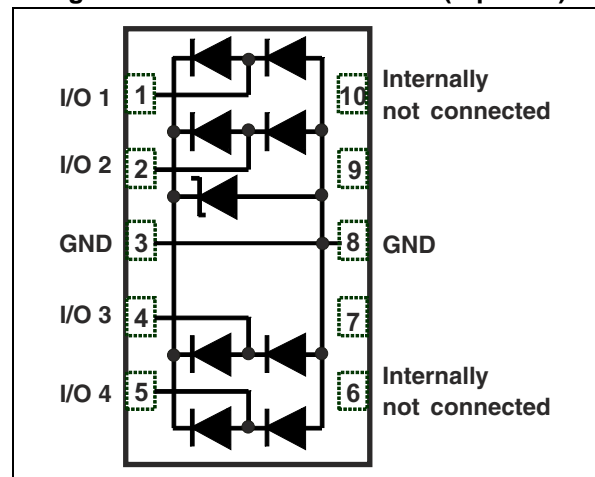 I/O 1
1
10
Internally
not connected
I/O 2
2
9
GND
3
8
GND
I/O 3
4
7
I/O 4
5
6
Internally
not connected